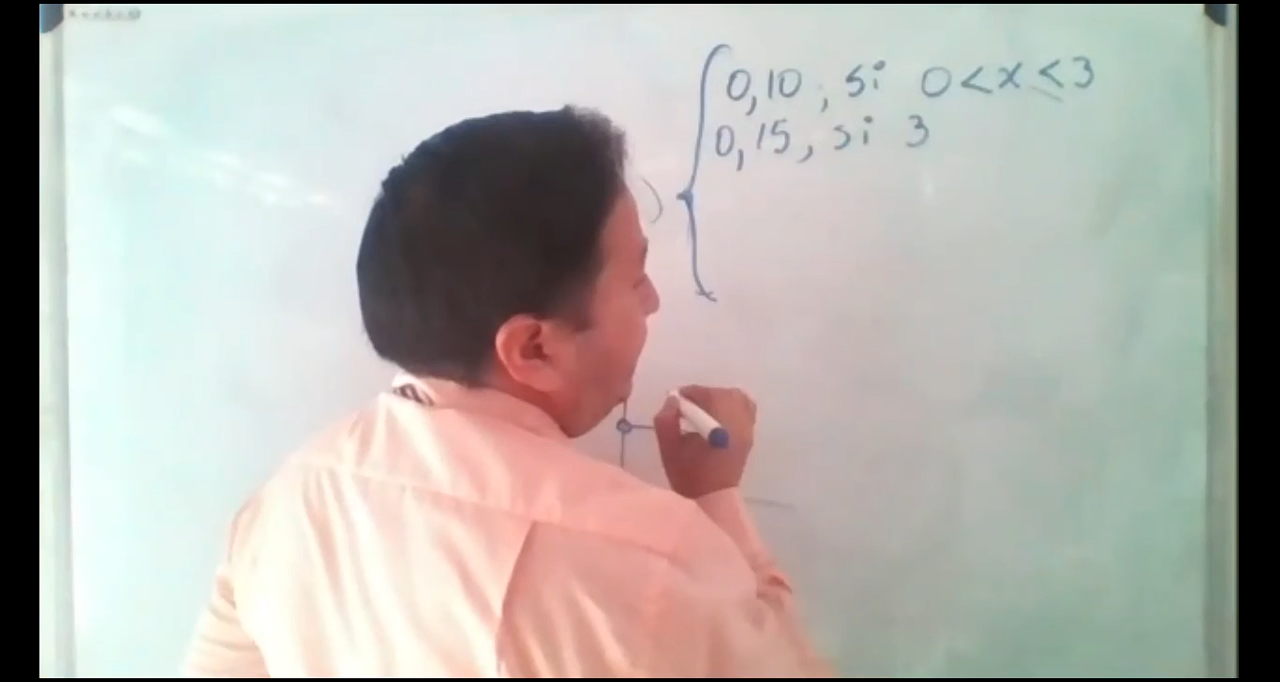 0,10 , si 0 < x ≤ 3
0,15, si 3
)